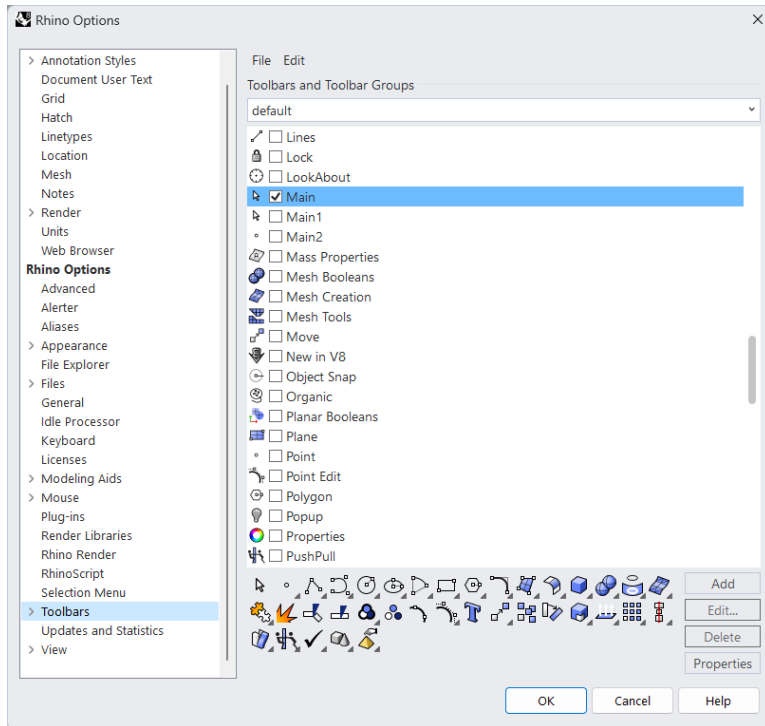 Rhino Options
Annotation Styles
Document User Text
Grid
Hatch
Linetypes
Location
Mesh
Notes
Render
Units
Web Browser
Rhino Options
Advanced
Alerter
Aliases
Appearance
File Explorer
Files
General
Idle Processor
Keyboard
Licenses
Modeling Aids
Mouse
Plug-ins
Render Libraries
Rhino Render
RhinoScript
Selection Menu
Toolbars
Updates and Statistics
View
File Edit
Toolbars and Toolbar Groups
default
Lines
Lock
LookAbout
Main
Main1
Main2
Mass Properties
Mesh Booleans
Mesh Creation
Mesh Tools
Move
New in V8
Object Snap
Organic
Planar Booleans
Plane
Point
Point Edit
Polygon
Popup
Properties
PushPull
Add
Edit...
Delete
Properties
OK Cancel Help